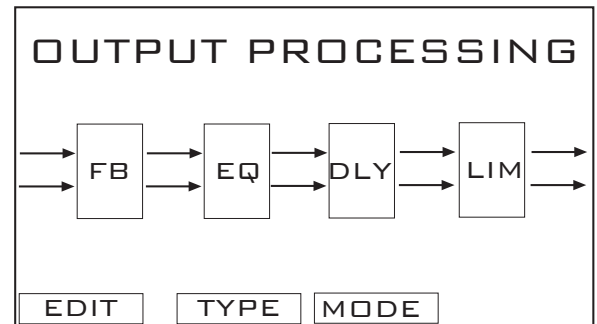 OUTPUT PROCESSING
FB EQ DLY LIM
EDIT TYPE MODE